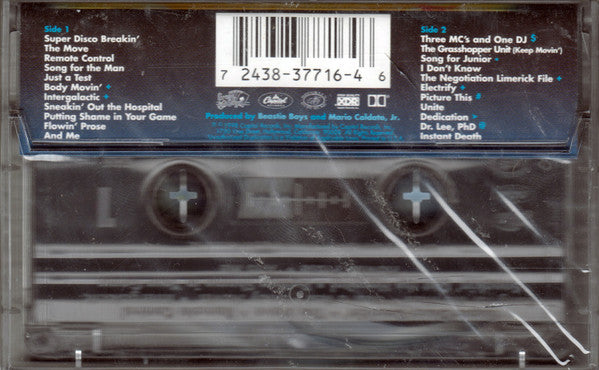 Side 1
Super Disco Breakin'
The Move
Remote Control
Song for the Man
Just a Test
Body Movin' +
Intergalactic +
Sneakin' Out the Hospital
Putting Shame in Your Game
Flowin' Prose
And Me
7 2438-37716-4 6
Capitol
XDR
Produced by Beastie Boys and Mario Caldato, Jr.
Side 2
Three MC's and One DJ $
The Grasshopper Unit (Keep Movin')
Song for Junior
I Don't Know
The Negotiation Limerick File +
Electrify +
Picture This #
Unite
Dedication
Dr. Lee, PhD #
Instant Death
1